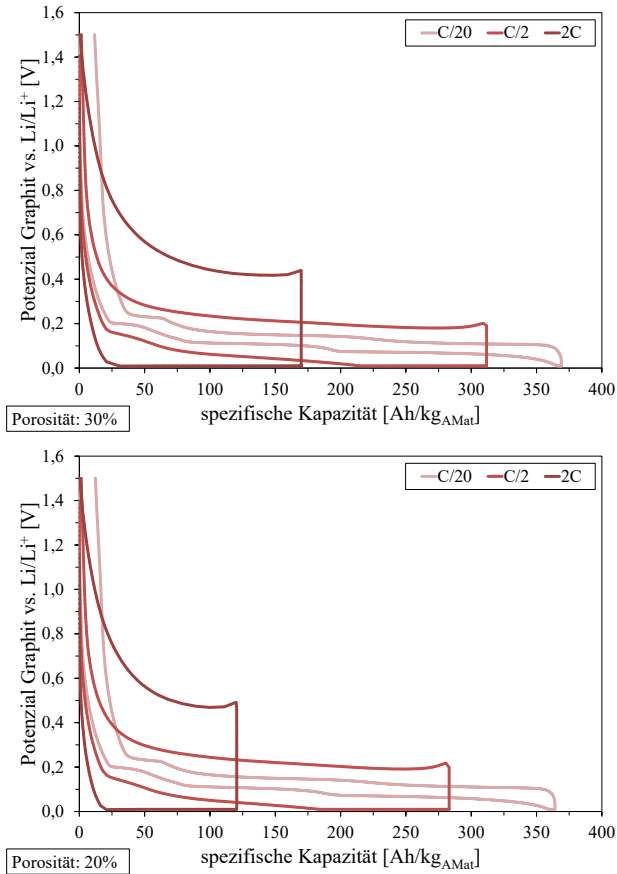 C/20 C/2 2C
1,6
1,4
1,2
1,0
0,8
0,6
0,4
0,2
0,0
Potenzial Graphit vs. Li/Li⁺ [V]
0 50 100 150 200 250 300 350 400
spezifische Kapazität [Ah/kg_AMat]
Porosität: 30%
C/20 C/2 2C
1,6
1,4
1,2
1,0
0,8
0,6
0,4
0,2
0,0
Potenzial Graphit vs. Li/Li⁺ [V]
0 50 100 150 200 250 300 350 400
spezifische Kapazität [Ah/kg_AMat]
Porosität: 20%